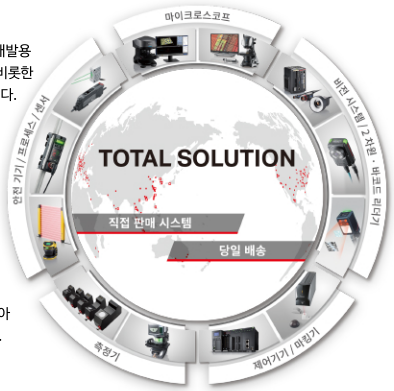 마이크로스코프
개발용
비롯한
다.
안전 기기 / 프로세스 / 센서
비전 시스템 / 2 차원 · 바코드 리더기
TOTAL SOLUTION
직접 판매 시스템
당일 배송
아
.
측정기
제어기기 / 마킹기